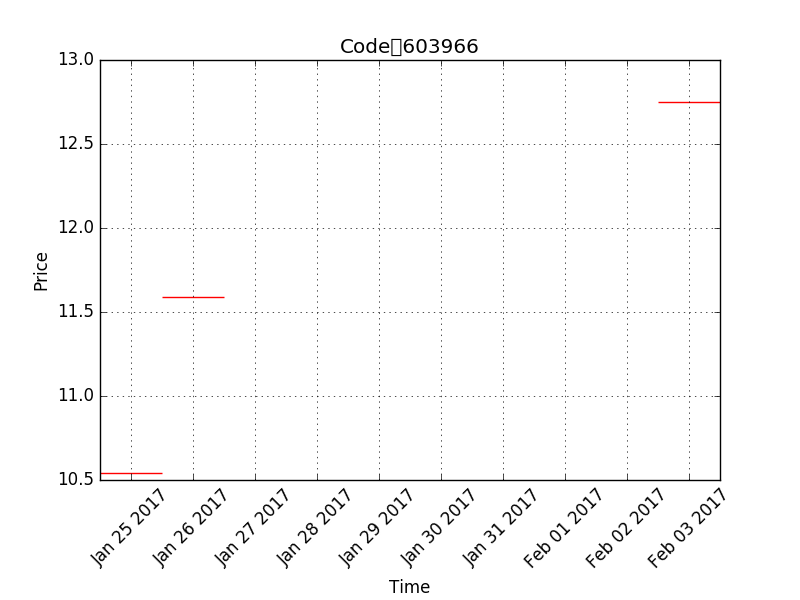 Code▯603966
13.0
12.5
12.0
11.5
11.0
10.5
Price
Jan 25 2017
Jan 26 2017
Jan 27 2017
Jan 28 2017
Jan 29 2017
Jan 30 2017
Jan 31 2017
Feb 01 2017
Feb 02 2017
Feb 03 2017
Time